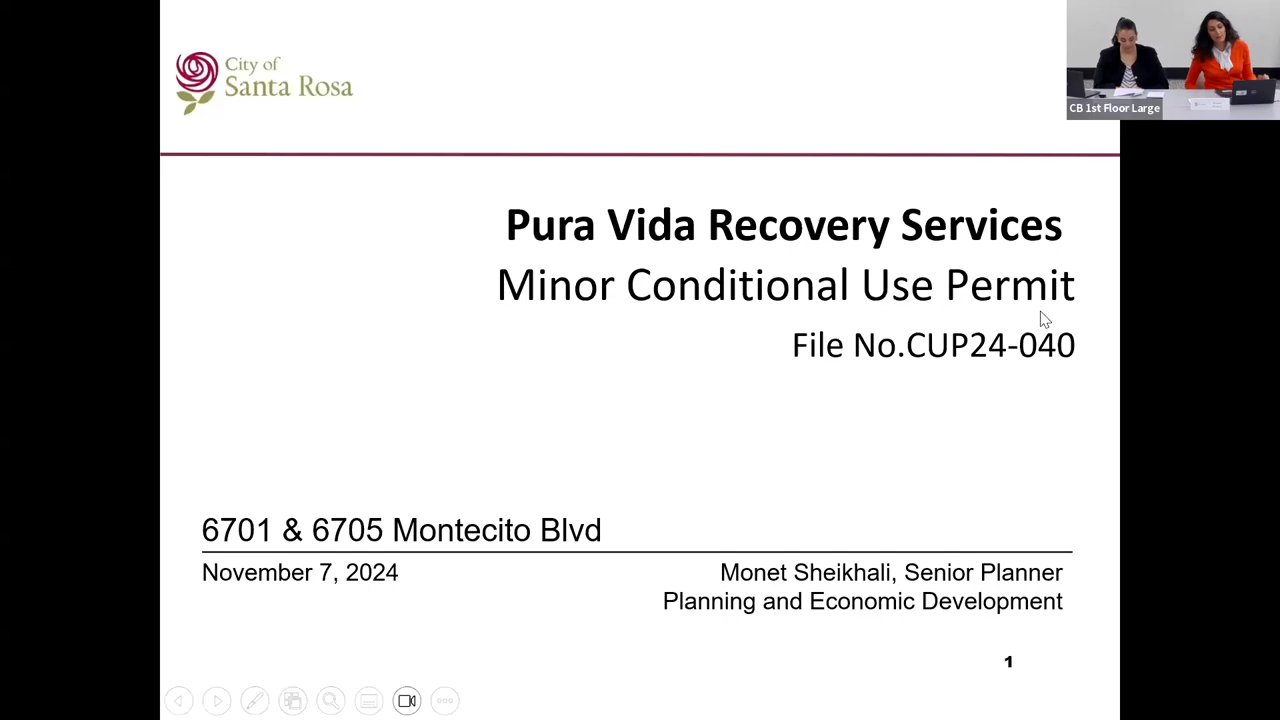 City of
Santa Rosa
CB 1st Floor Large
Pura Vida Recovery Services
Minor Conditional Use Permit
File No.CUP24-040
6701 & 6705 Montecito Blvd
November 7, 2024
Monet Sheikhali, Senior Planner
Planning and Economic Development
1